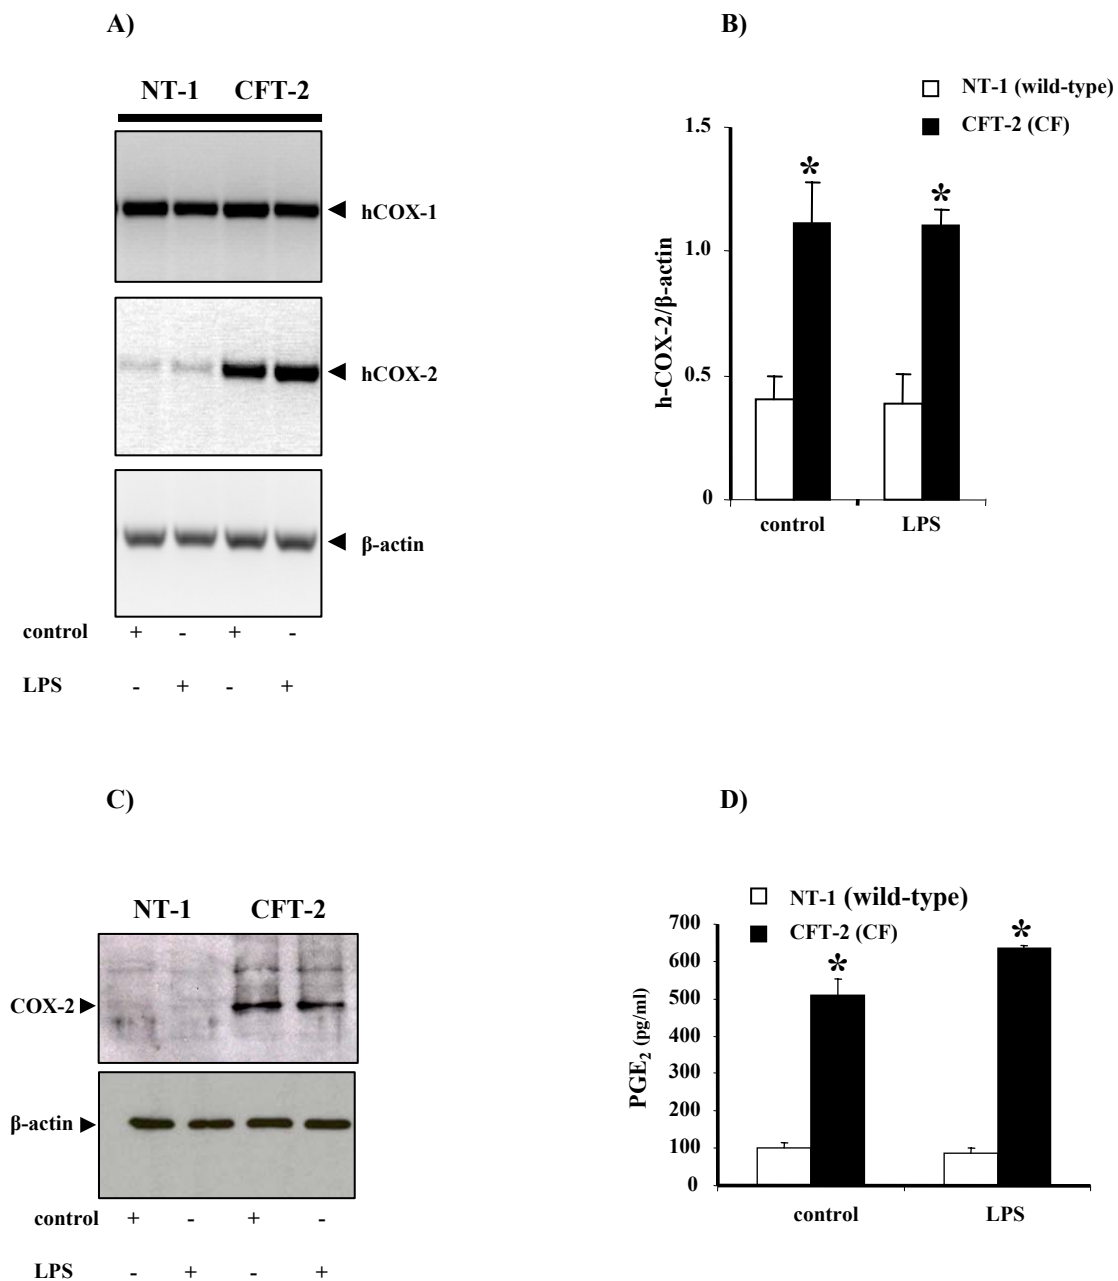 A)
NT-1 CFT-2
hCOX-1
hCOX-2
β-actin
control + - + -
LPS - + - +
B)
NT-1 (wild-type)
CFT-2 (CF)
h-COX-2/β-actin
1.5
1.0
0.5
0
* *
control LPS
C)
NT-1 CFT-2
COX-2
β-actin
control + - + -
LPS - + - +
D)
NT-1 (wild-type)
CFT-2 (CF)
PGE₂ (pg/ml)
700
600
500
400
300
200
100
0
* *
control LPS